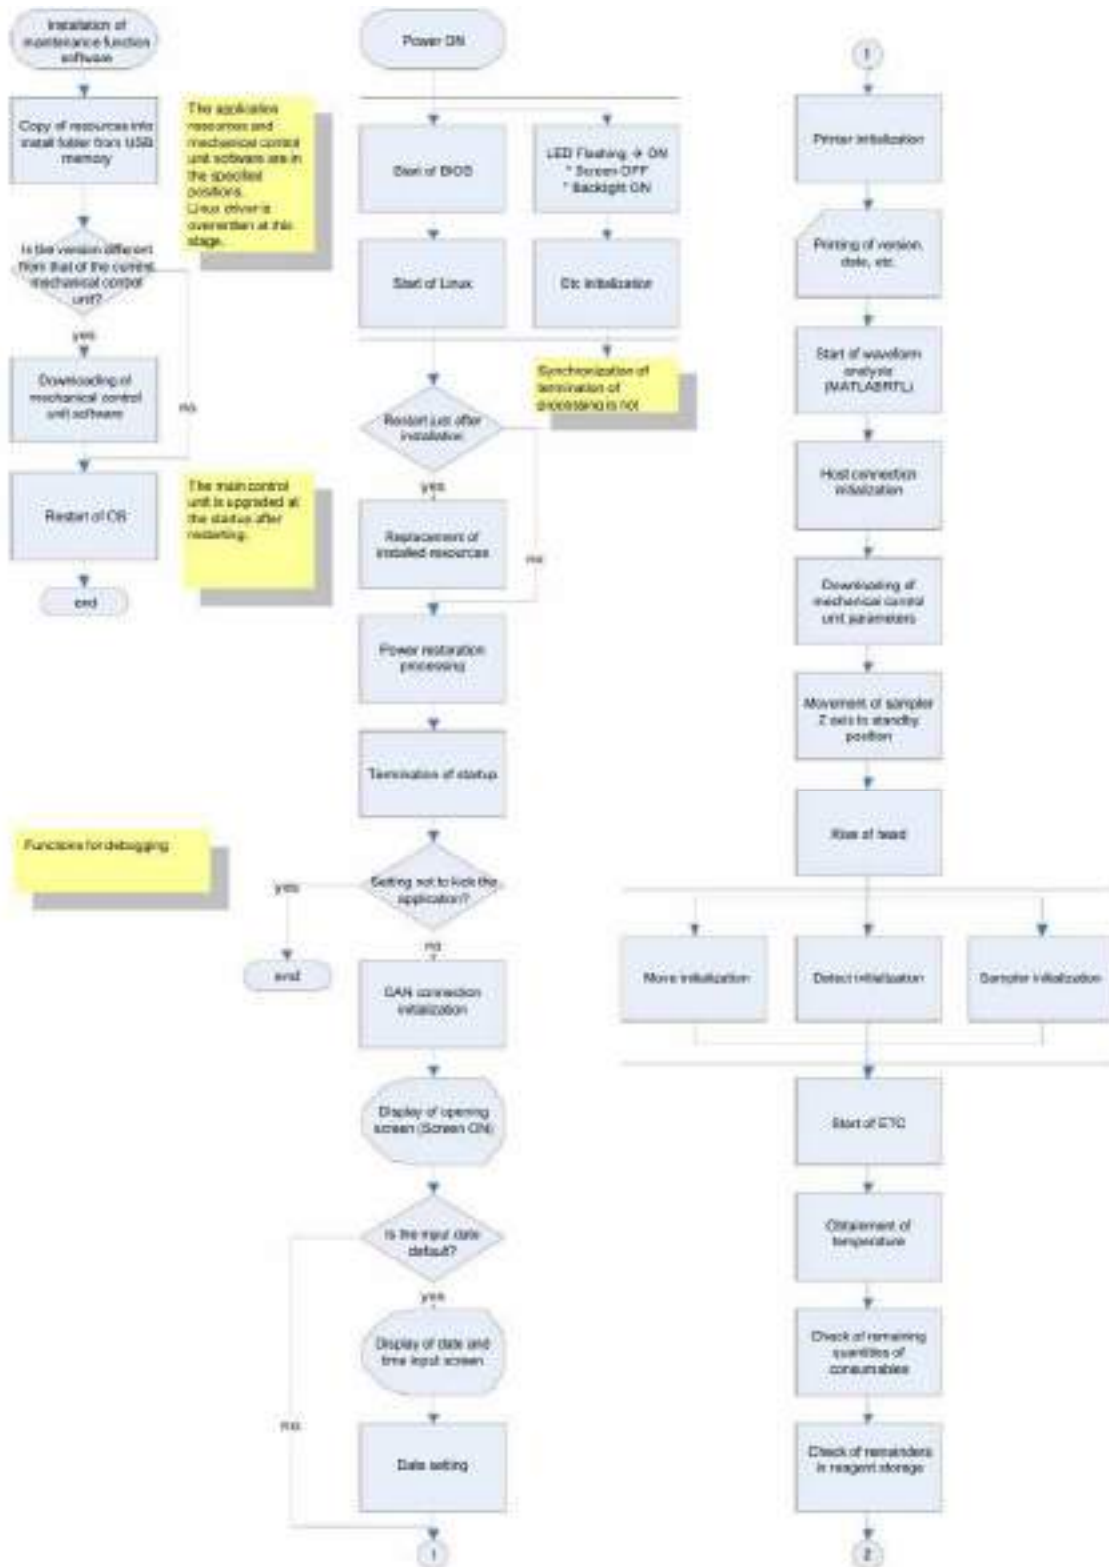 Installation of
maintenance function
software
Copy of resources into
install folder from USB
memory
The application
resources and
mechanical control
unit software are in
the specified
positions.
Linux driver is
overwritten at this
stage.
Is the version different
from that of the current
mechanical control
unit?
yes
no
Downloading of
mechanical control
unit software
Restart of OS
The main control
unit is upgraded at
the startup after
restarting.
end
Functions for debugging
Power ON
Start of BIOS
LED Flashing → ON
* Screen OFF
* Backlight ON
Start of Linux
Etc initialization
Synchronization of
termination of
processing is not
Restart just after
installation
yes
no
Replacement of
installed resources
Power restoration
processing
Termination of startup
Setting not to kick the
application?
yes
end
no
CAN connection
initialization
Display of opening
screen (Screen ON)
Is the input date
default?
yes
no
Display of date and
time input screen
Date setting
1
1
Printer initialization
Printing of version,
date, etc.
Start of waveform
analysis
(MATLABRTL)
Host connection
initialization
Downloading of
mechanical control
unit parameters
Movement of sampler
Z axis to standby
position
Rise of head
Move initialization
Detect initialization
Sampler initialization
Start of ETC
Obtainment of
temperature
Check of remaining
quantities of
consumables
Check of remainders
in reagent storage
2